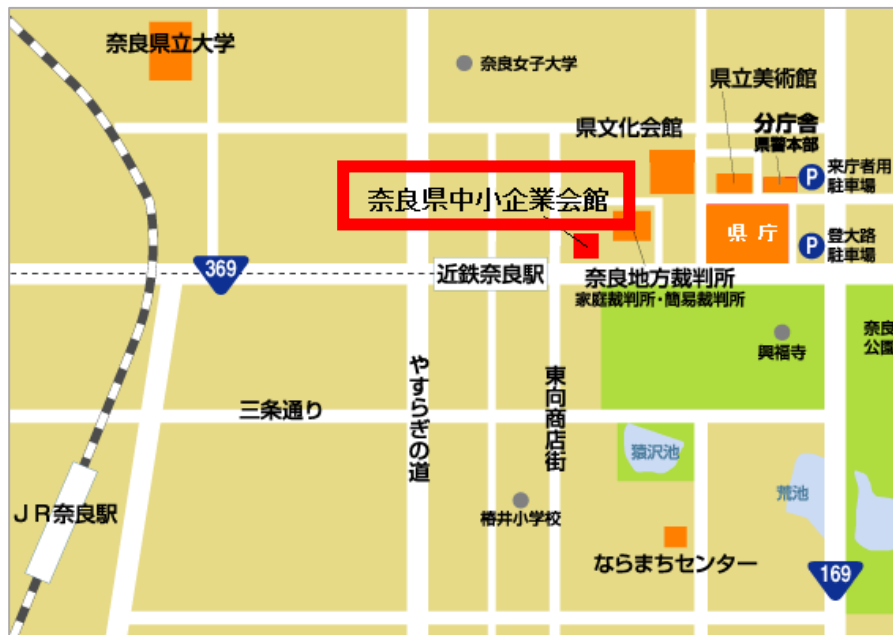 奈良県立大学
奈良女子大学
県立美術館
県文化会館
分庁舎
県警本部
P
来庁者用
駐車場
奈良県中小企業会館
県庁
P
登大路
駐車場
369
近鉄奈良駅
奈良地方裁判所
家庭裁判所・簡易裁判所
興福寺
奈良
公園
やすらぎの道
東向商店街
三条通り
猿沢池
荒池
JR奈良駅
椿井小学校
ならまちセンター
169